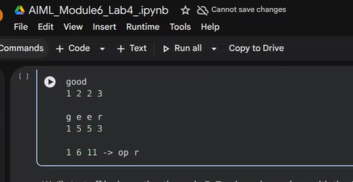 AIML_Module6_Lab4_.ipynb Cannot save changes
File Edit View Insert Runtime Tools Help
Commands + Code + Text Run all Copy to Drive
[ ]
good
1 2 2 3
g e e r
1 5 5 3
1 6 11 -> op r